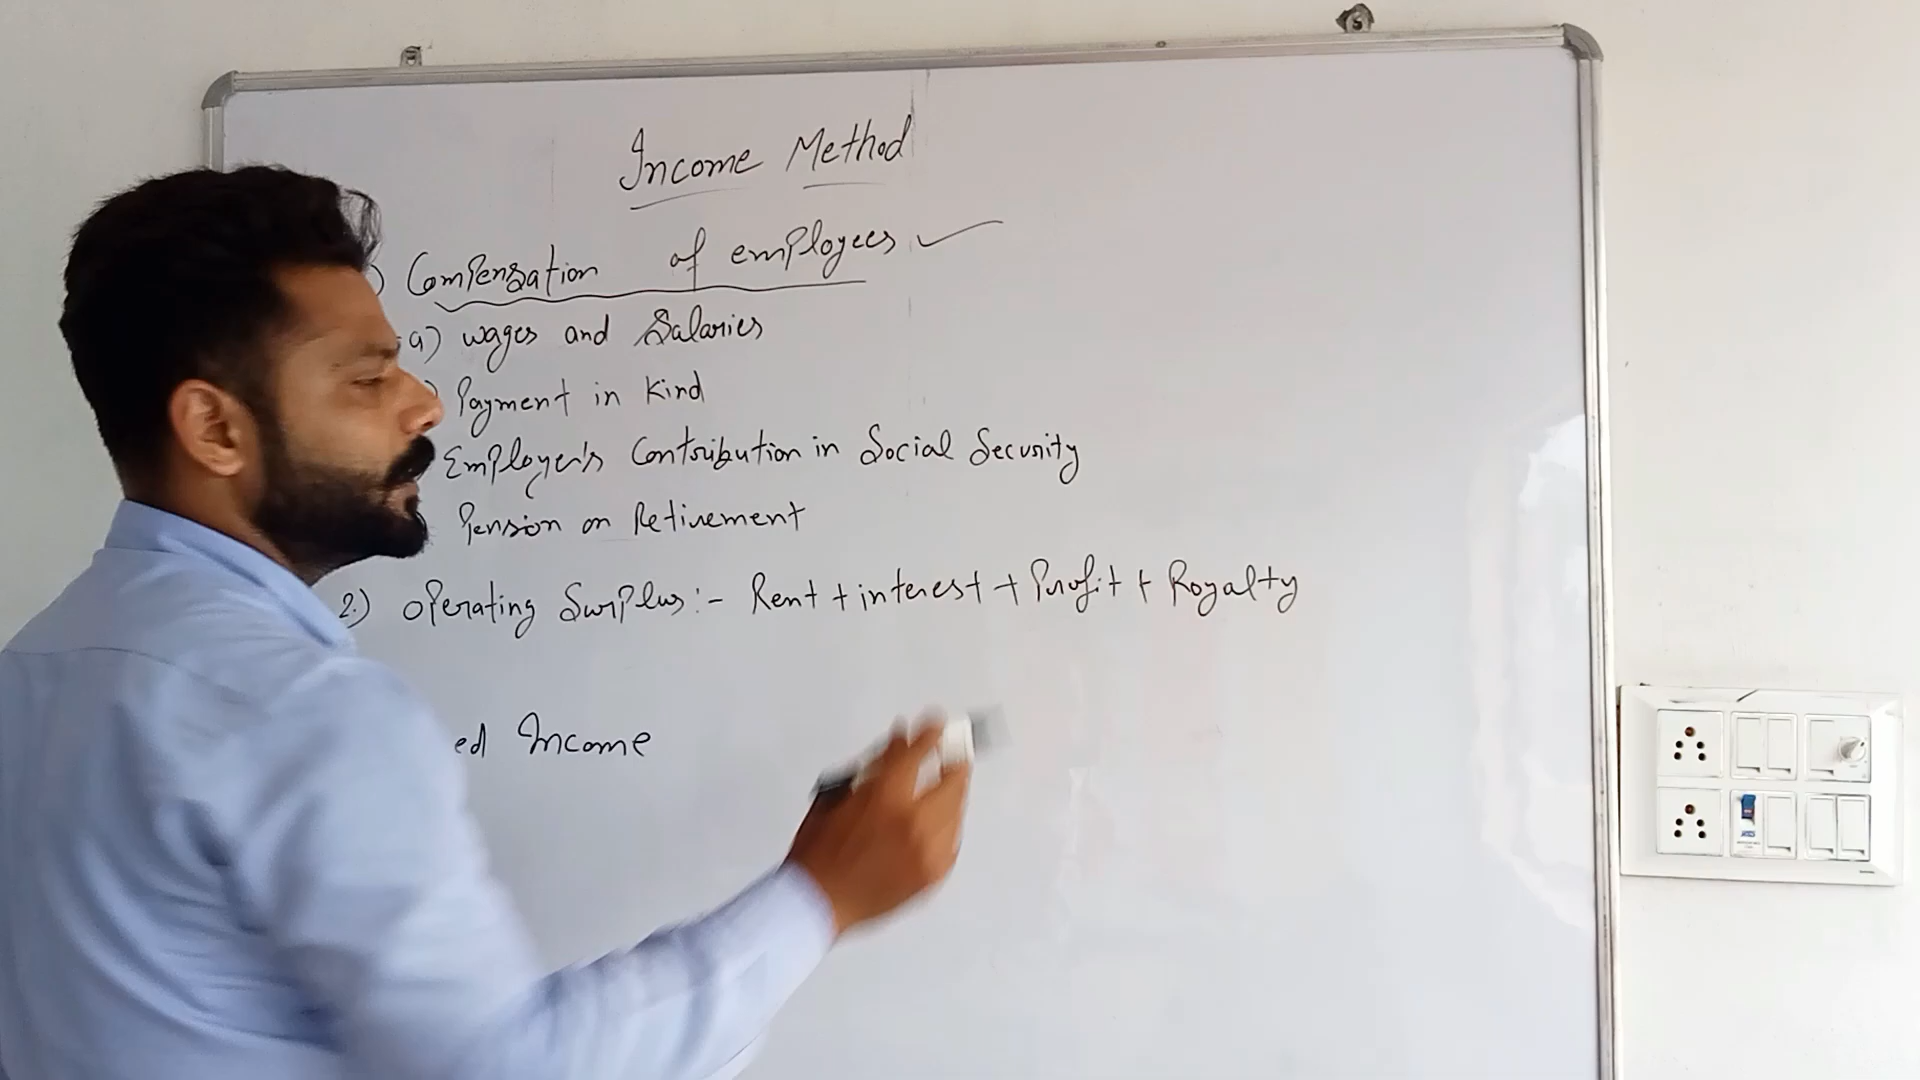 Income Method
) Compensation of employees
a) wages and Salaries
) Payment in Kind
Employer's Contribution in Social Security
) Pension on Retirement
2.) Operating Surplus:- Rent + interest + Profit + Royalty
ed Income